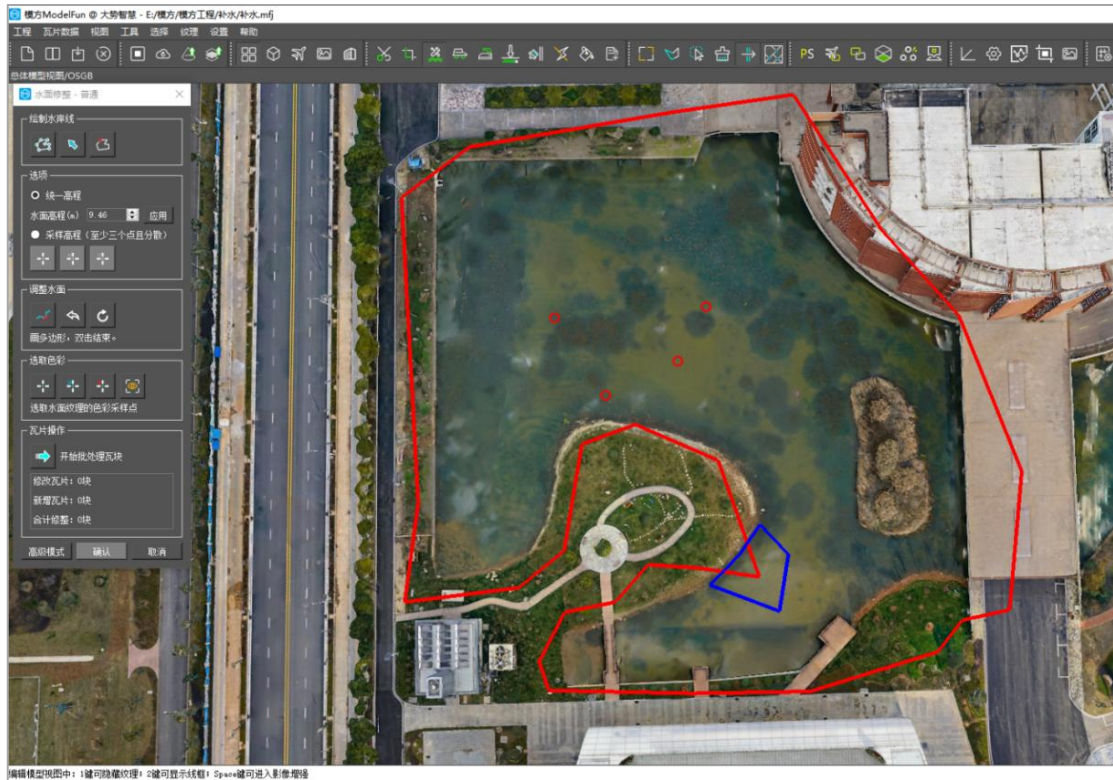 模方ModelFun @ 大势智慧 - E:/模方/模方工程/补水/补水.mfj
工程 瓦片数据 视图 工具 选择 纹理 设置 帮助
PS
总体模型视图/OSGB
水面修整 - 普通
绘制水岸线
选项
统一高程
水面高程(m) 9.46 应用
采样高程(至少三个点且分散)
调整水面
画多边形,双击结束。
选取色彩
选取水面纹理的色彩采样点
瓦片操作
开始批处理瓦块
修改瓦片: 0块
新增瓦片: 0块
合计修整: 0块
高级模式 确认 取消
编辑模型视图中: 1键可隐藏纹理; 2键可显示线框; Space键可进入影像增强